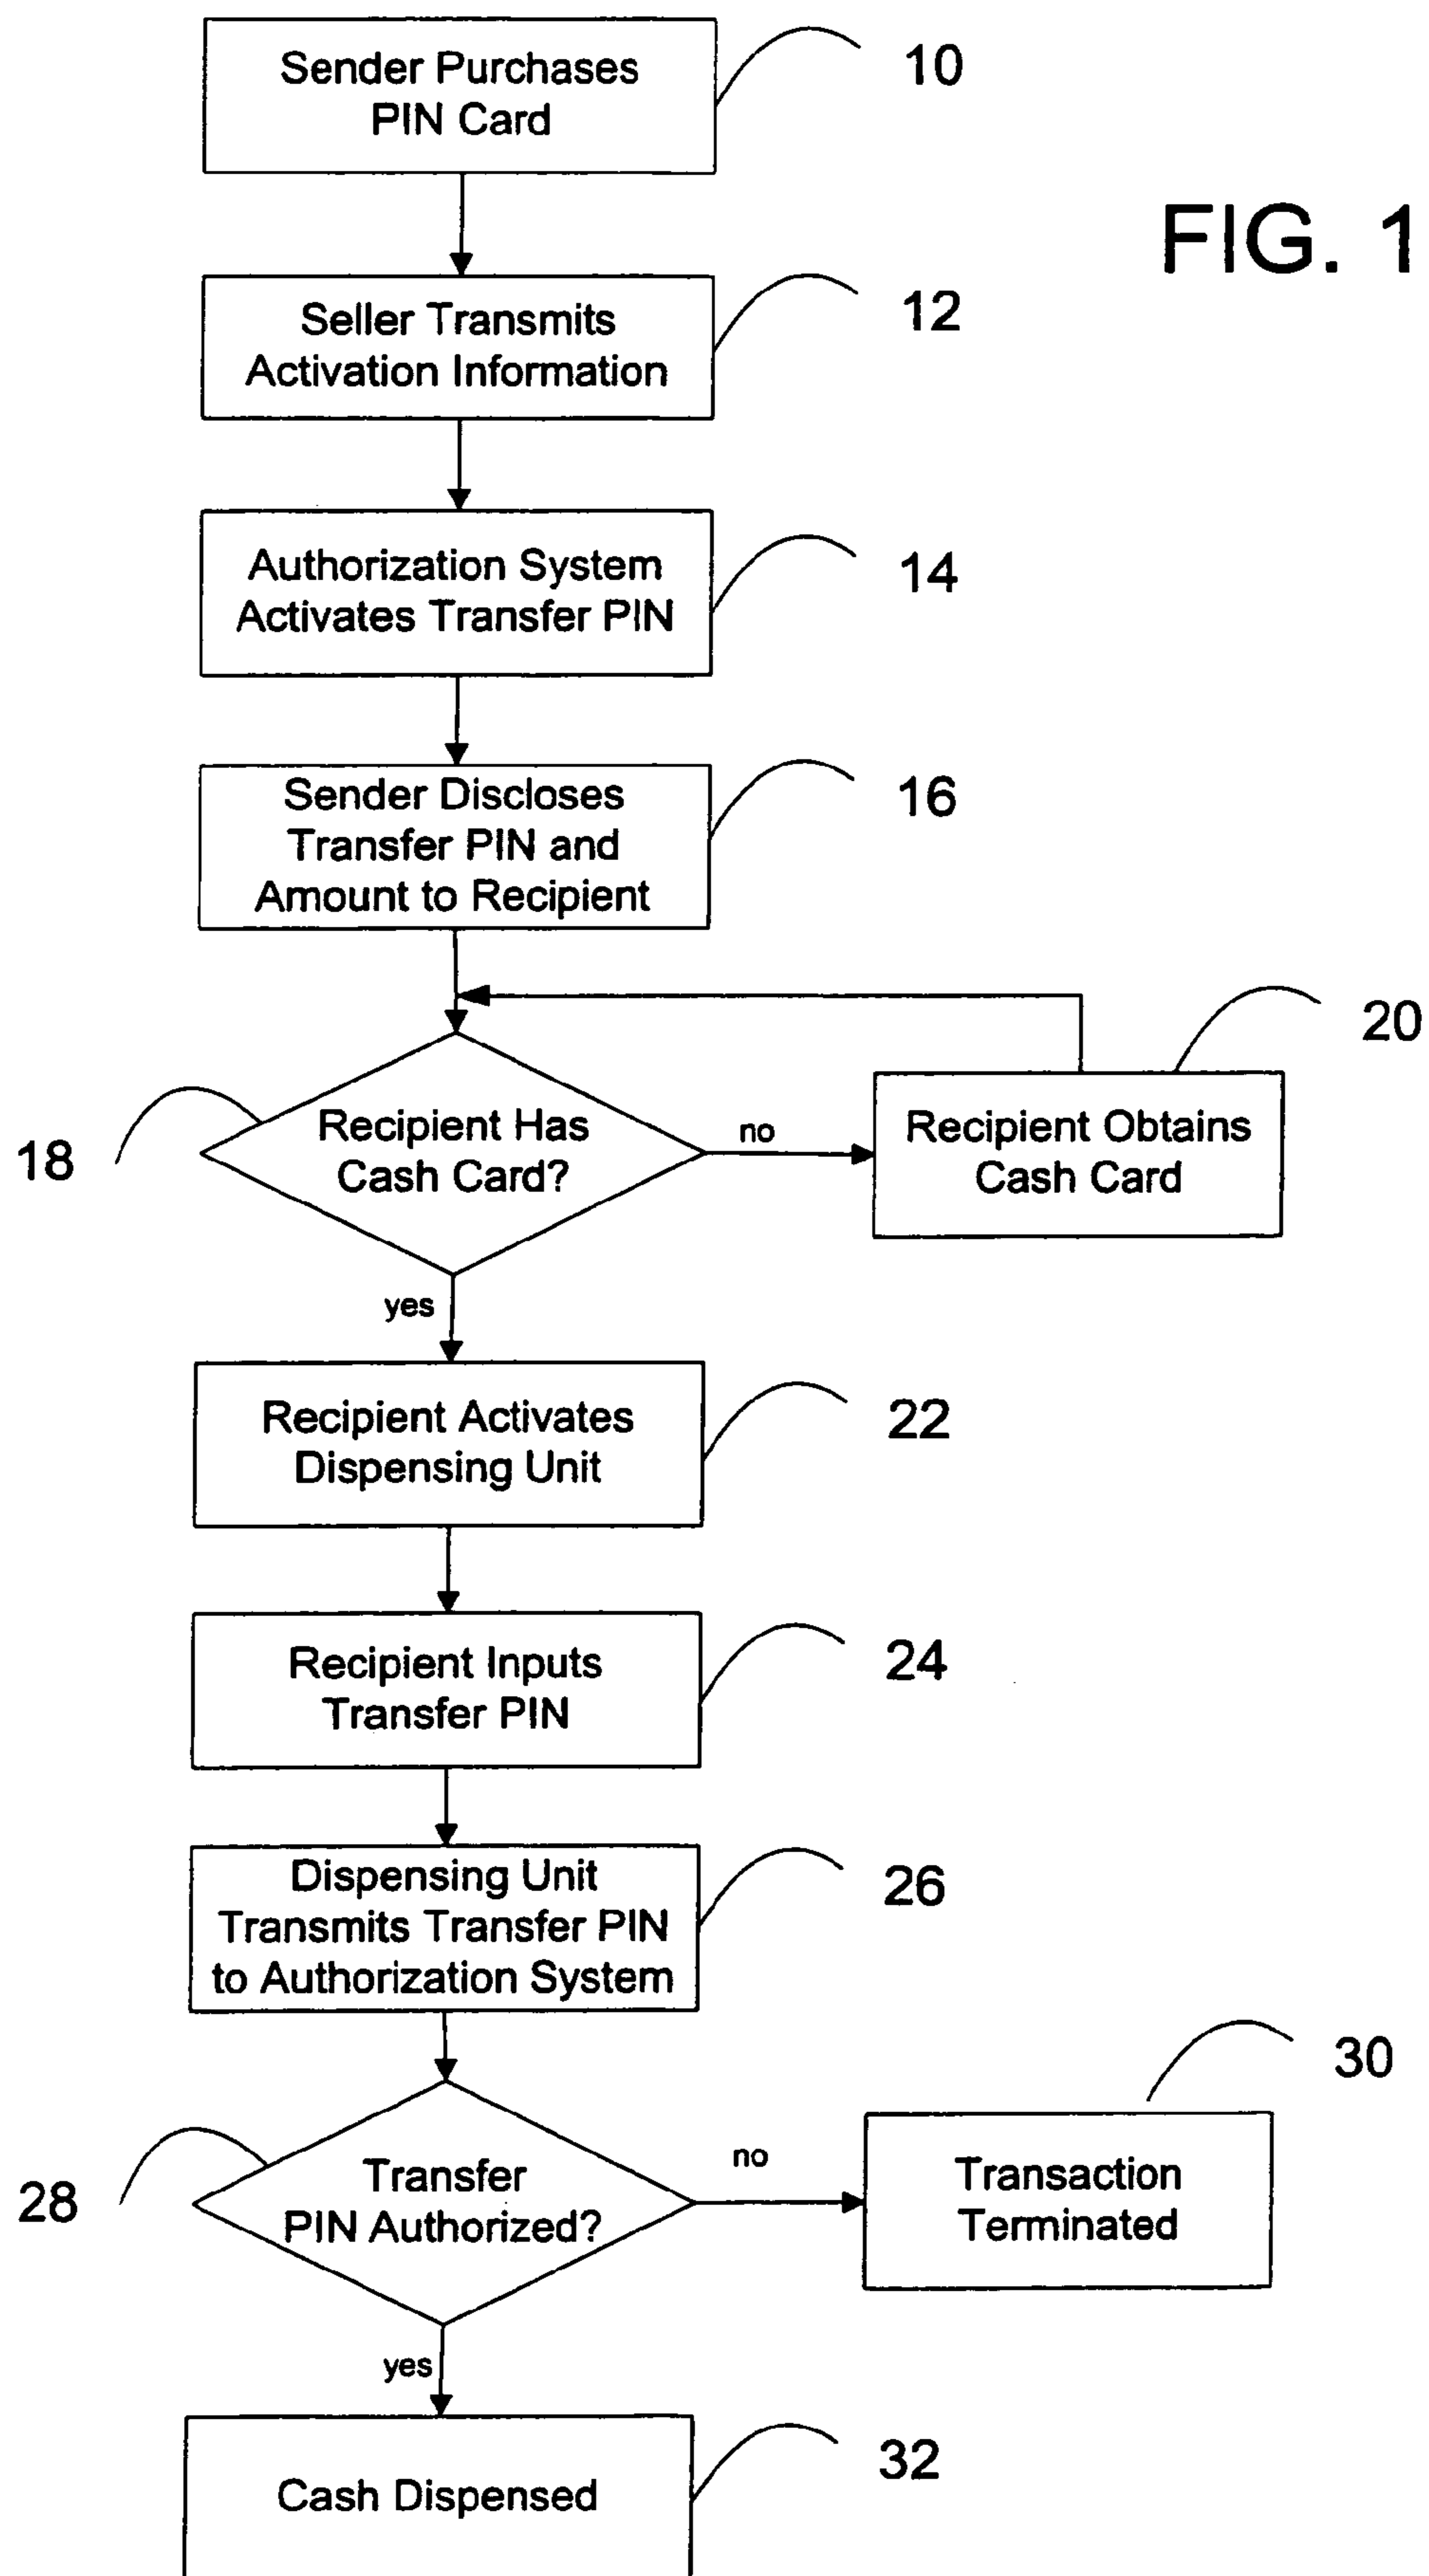 Sender Purchases
PIN Card
10
FIG. 1
Seller Transmits
Activation Information
12
Authorization System
Activates Transfer PIN
14
Sender Discloses
Transfer PIN and
Amount to Recipient
16
Recipient Has
Cash Card?
18
no
Recipient Obtains
Cash Card
20
yes
Recipient Activates
Dispensing Unit
22
Recipient Inputs
Transfer PIN
24
Dispensing Unit
Transmits Transfer PIN
to Authorization System
26
Transfer
PIN Authorized?
28
no
Transaction
Terminated
30
yes
Cash Dispensed
32